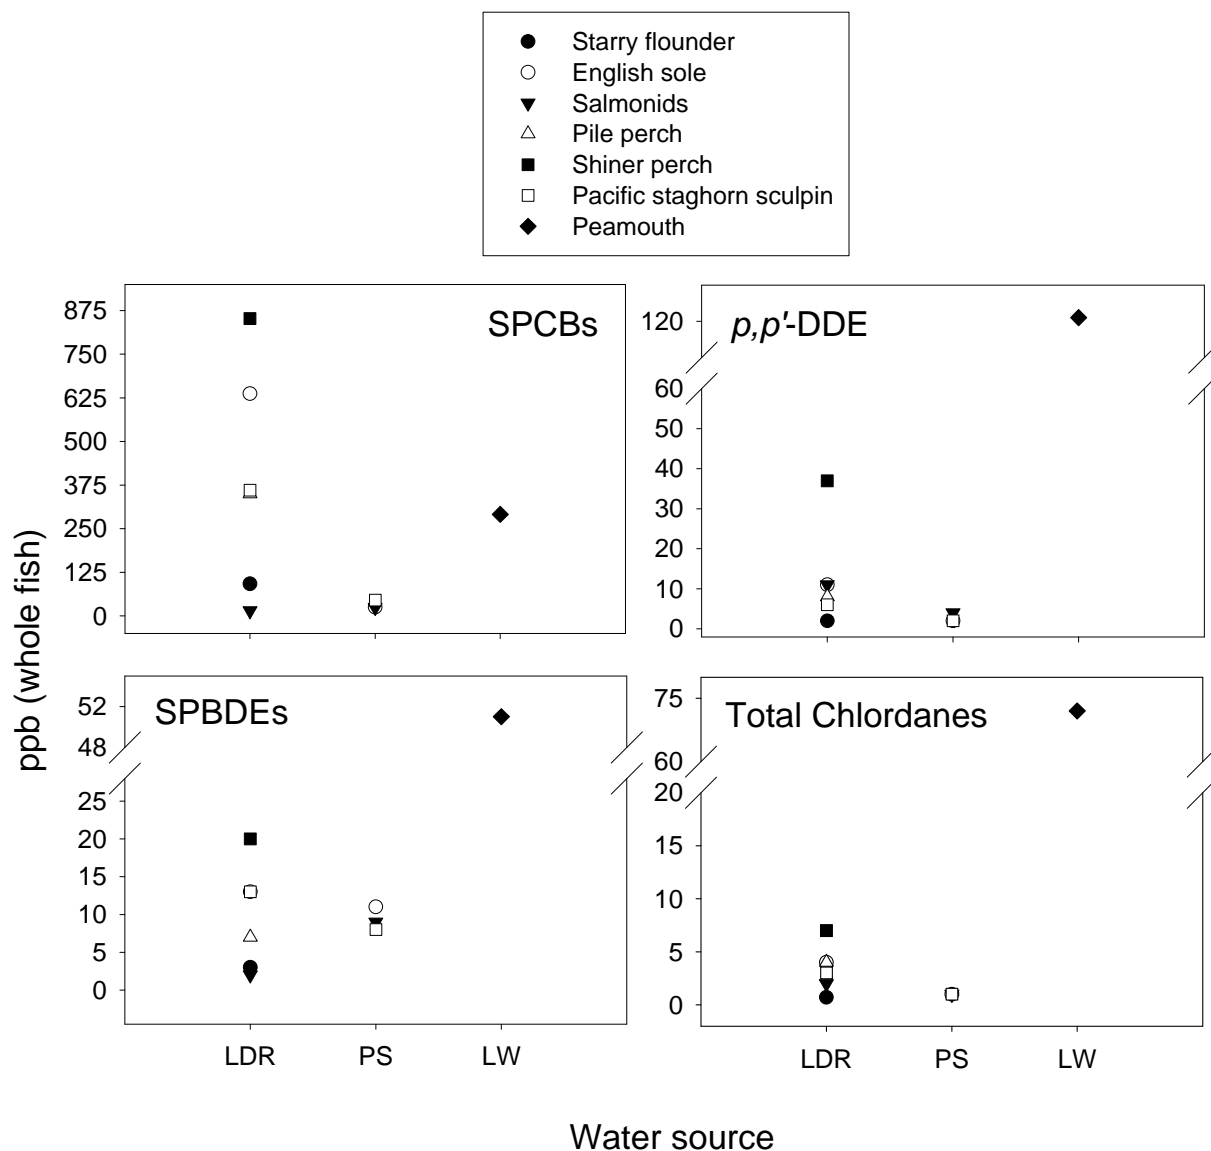 Starry flounder
English sole
Salmonids
Pile perch
Shiner perch
Pacific staghorn sculpin
Peamouth
ppb (whole fish)
SPCBs
875
750
625
500
375
250
125
0
p,p'-DDE
120
60
50
40
30
20
10
0
SPBDEs
52
48
25
20
15
10
5
0
LDR PS LW
Total Chlordanes
75
60
20
15
10
5
0
LDR PS LW
Water source